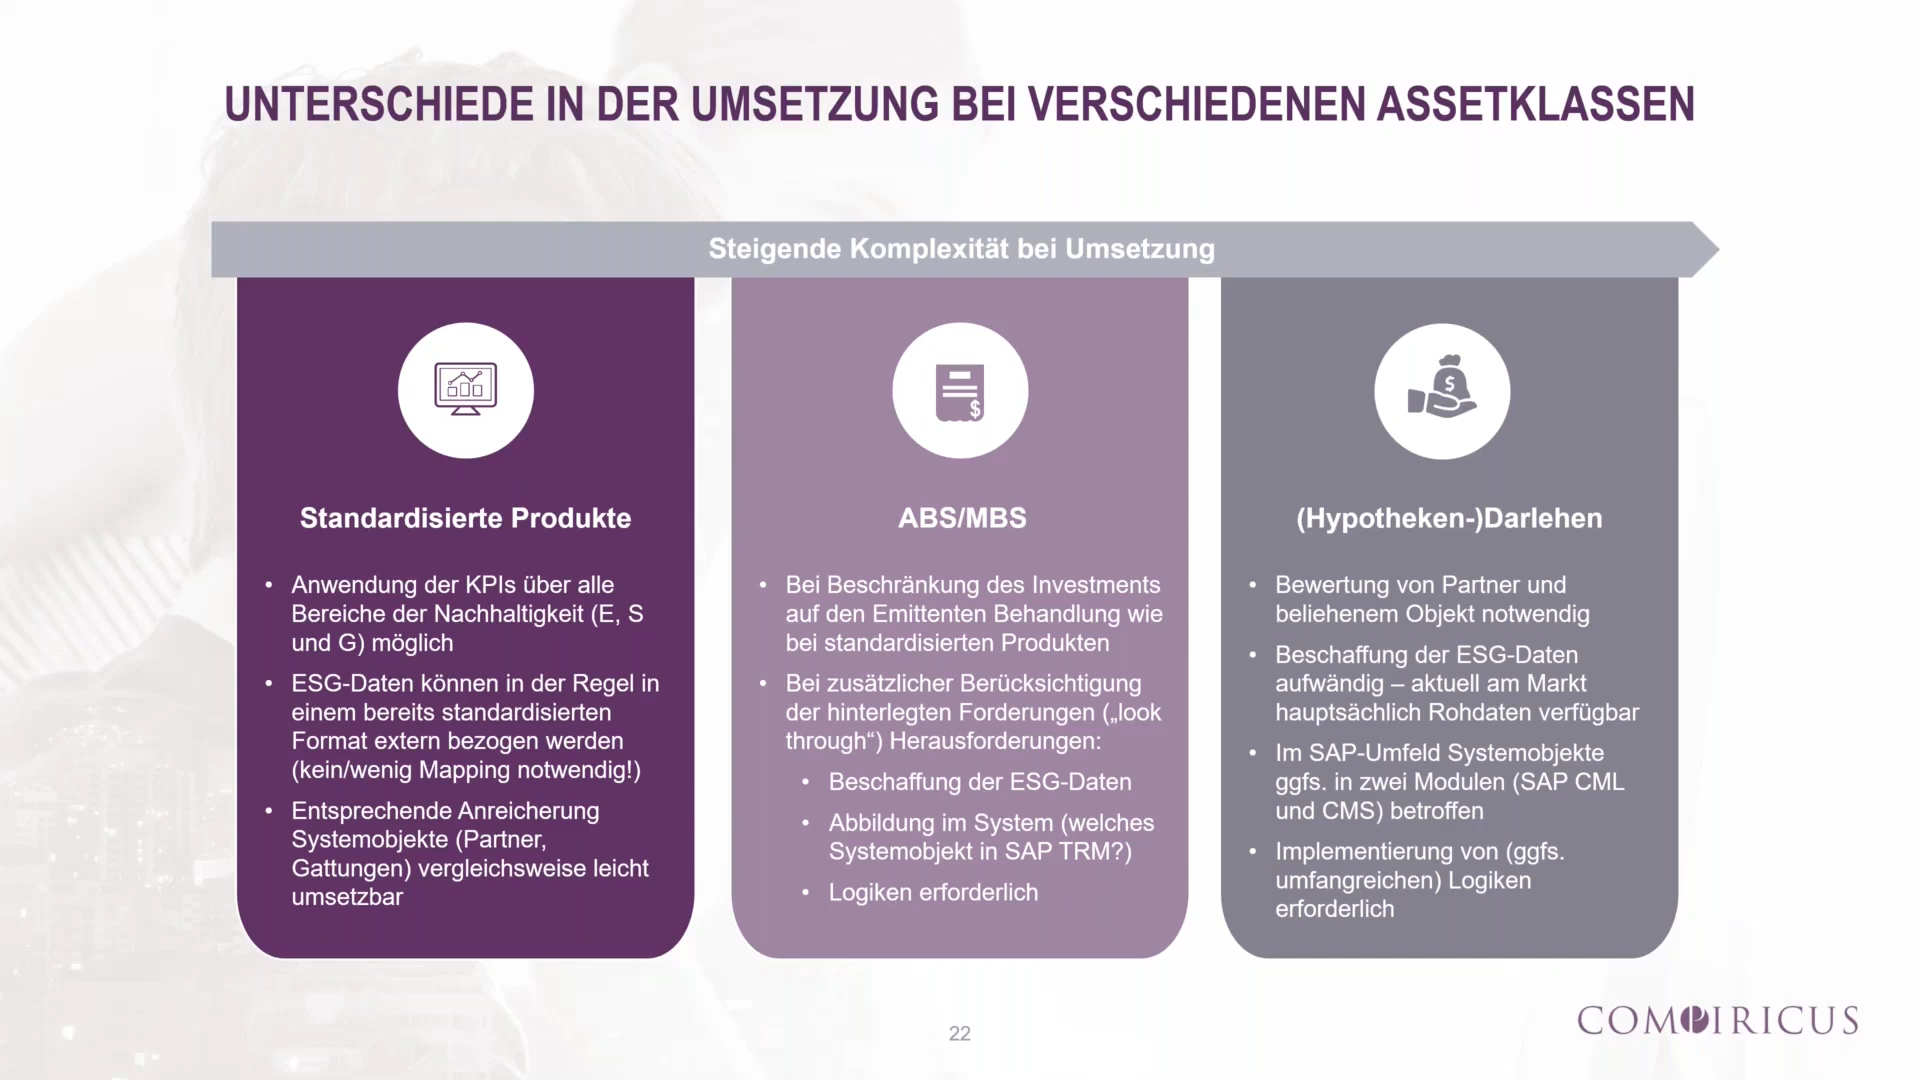 UNTERSCHIEDE IN DER UMSETZUNG BEI VERSCHIEDENEN ASSETKLASSEN
Steigende Komplexität bei Umsetzung
Standardisierte Produkte
• Anwendung der KPIs über alle
Bereiche der Nachhaltigkeit (E, S
und G) möglich
• ESG-Daten können in der Regel in
einem bereits standardisierten
Format extern bezogen werden
(kein/wenig Mapping notwendig!)
• Entsprechende Anreicherung
Systemobjekte (Partner,
Gattungen) vergleichsweise leicht
umsetzbar
$
ABS/MBS
• Bei Beschränkung des Investments
auf den Emittenten Behandlung wie
bei standardisierten Produkten
• Bei zusätzlicher Berücksichtigung
der hinterlegten Forderungen („look
through“) Herausforderungen:
• Beschaffung der ESG-Daten
• Abbildung im System (welches
Systemobjekt in SAP TRM?)
• Logiken erforderlich
$
(Hypotheken-)Darlehen
• Bewertung von Partner und
beliehenem Objekt notwendig
• Beschaffung der ESG-Daten
aufwändig – aktuell am Markt
hauptsächlich Rohdaten verfügbar
• Im SAP-Umfeld Systemobjekte
ggfs. in zwei Modulen (SAP CML
und CMS) betroffen
• Implementierung von (ggfs.
umfangreichen) Logiken
erforderlich
22
COMPIRICUS